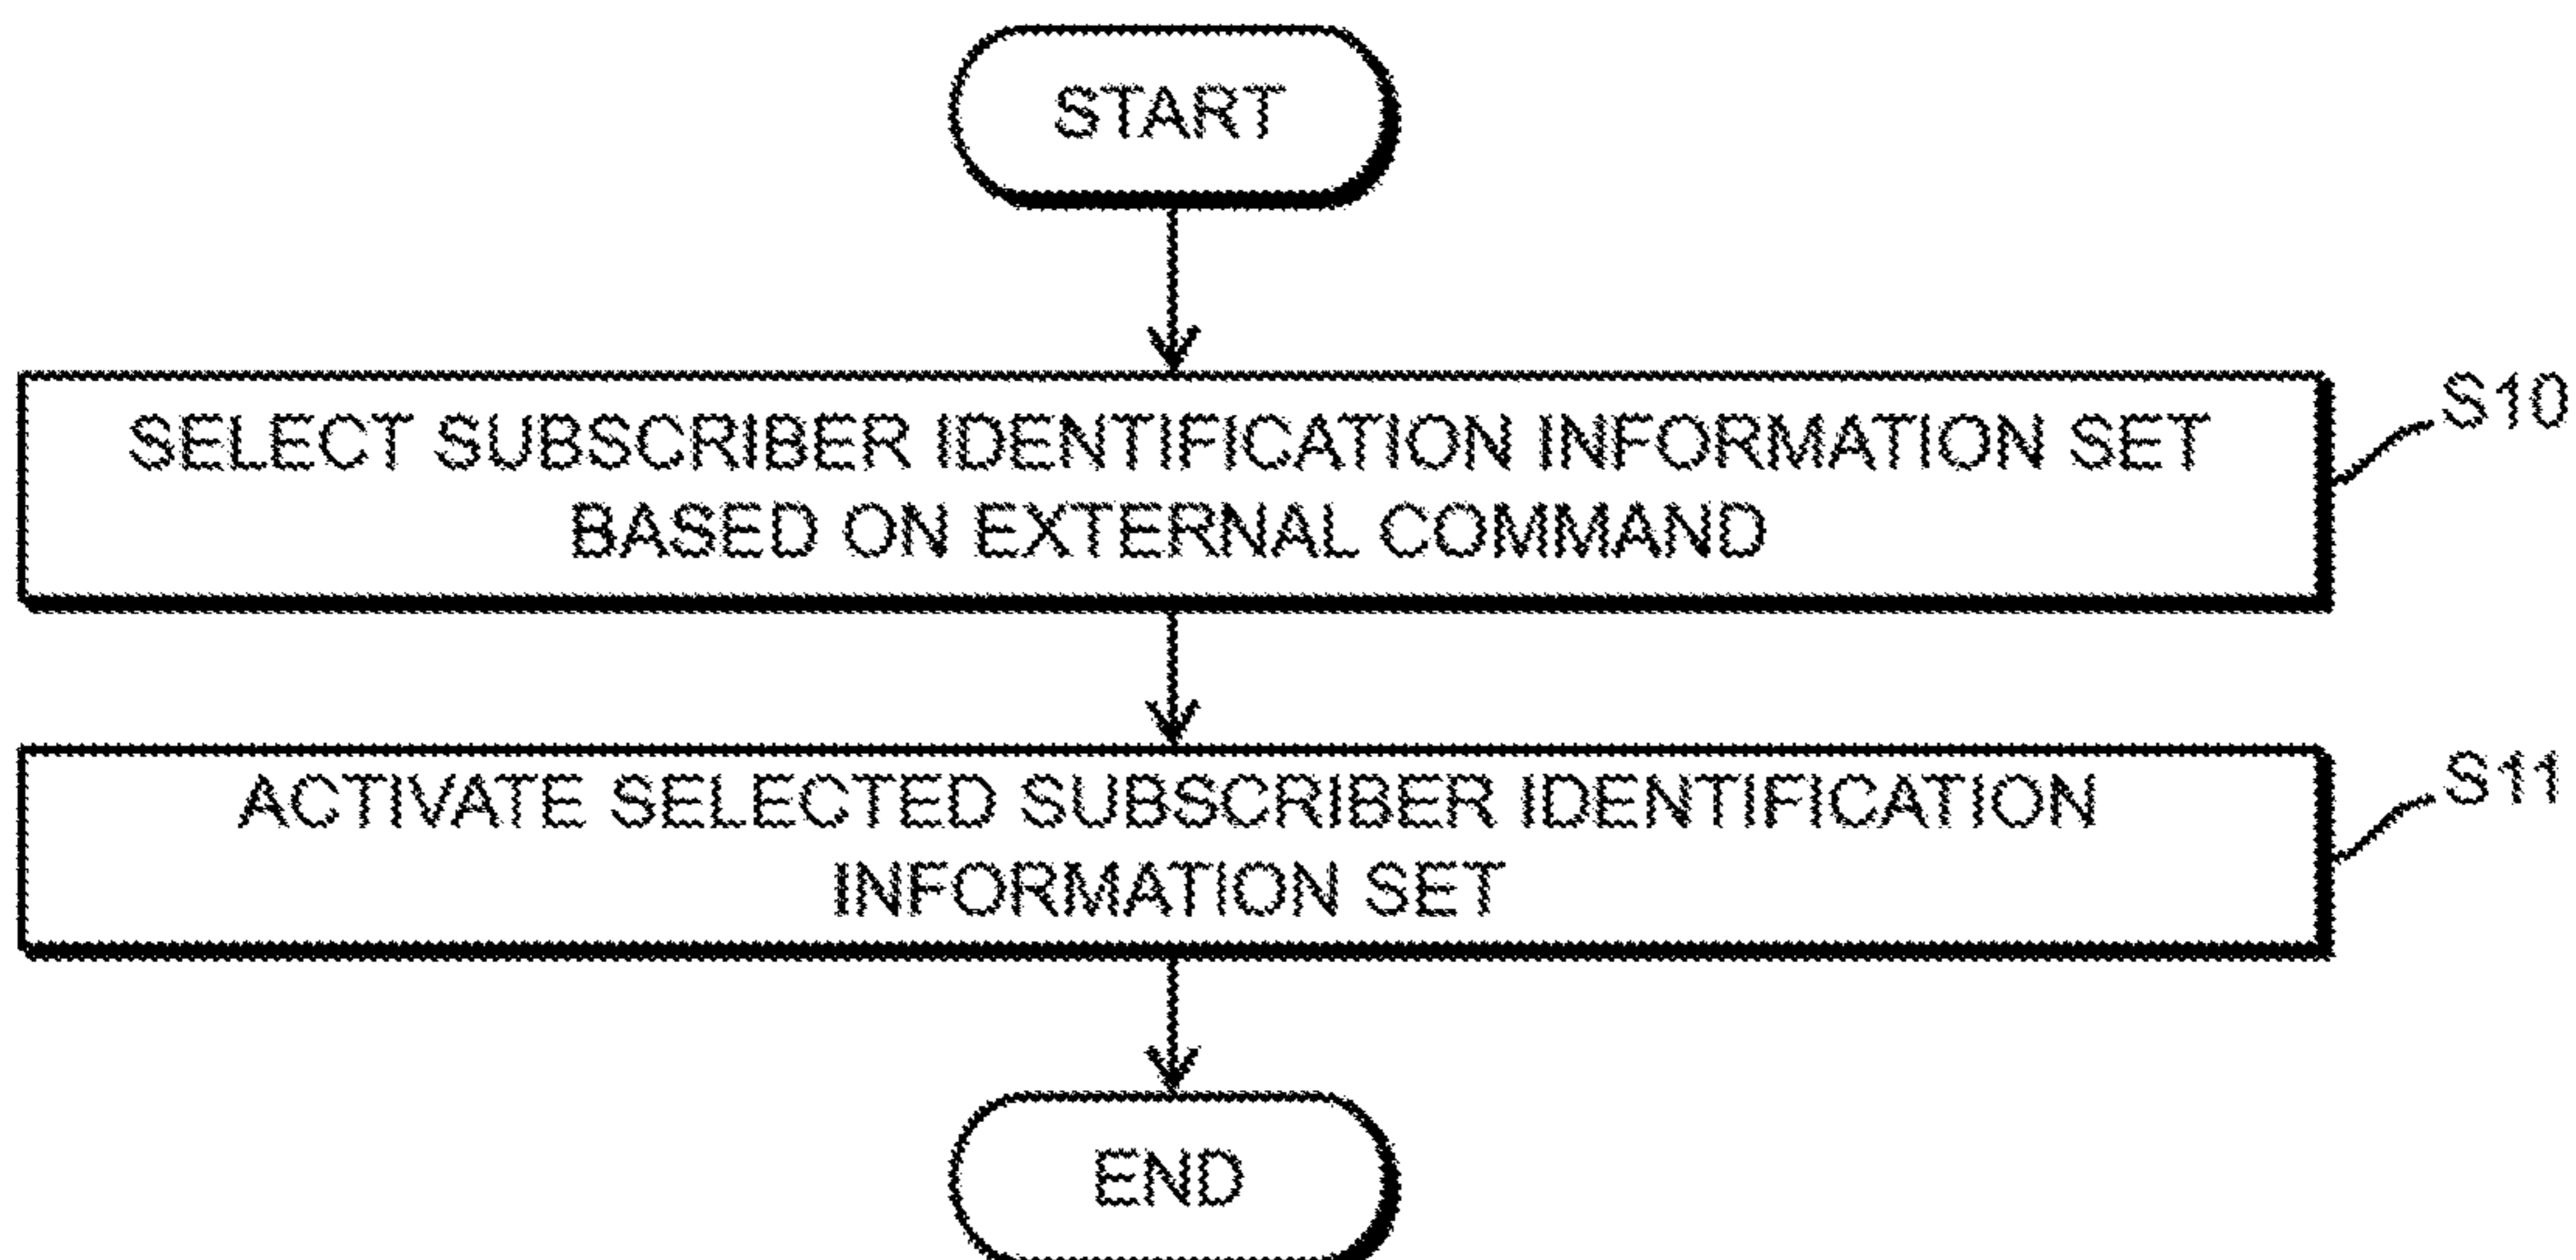 START
SELECT SUBSCRIBER IDENTIFICATION INFORMATION SET
BASED ON EXTERNAL COMMAND
S10
ACTIVATE SELECTED SUBSCRIBER IDENTIFICATION
INFORMATION SET
S11
END